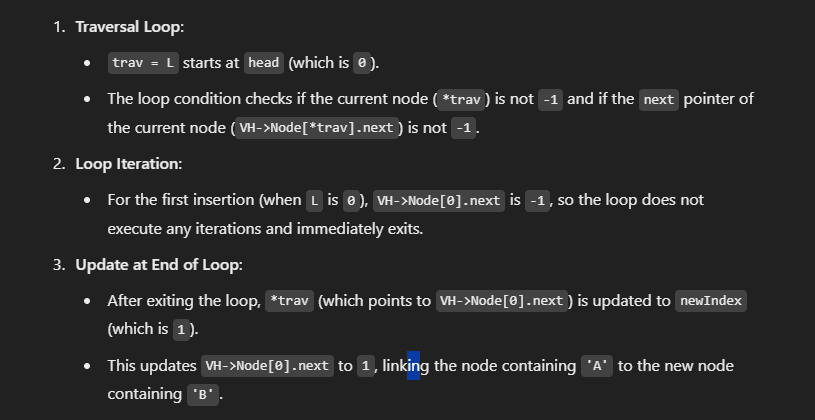 1. Traversal Loop:
• trav = L starts at head (which is 0).
• The loop condition checks if the current node ( *trav ) is not -1 and if the next pointer of
the current node ( VH->Node[*trav].next ) is not -1 .
2. Loop Iteration:
• For the first insertion (when L is 0 ), VH->Node[0].next is -1 , so the loop does not
execute any iterations and immediately exits.
3. Update at End of Loop:
• After exiting the loop, *trav (which points to VH->Node[0].next ) is updated to newIndex
(which is 1 ).
• This updates VH->Node[0].next to 1 , linking the node containing 'A' to the new node
containing 'B' .